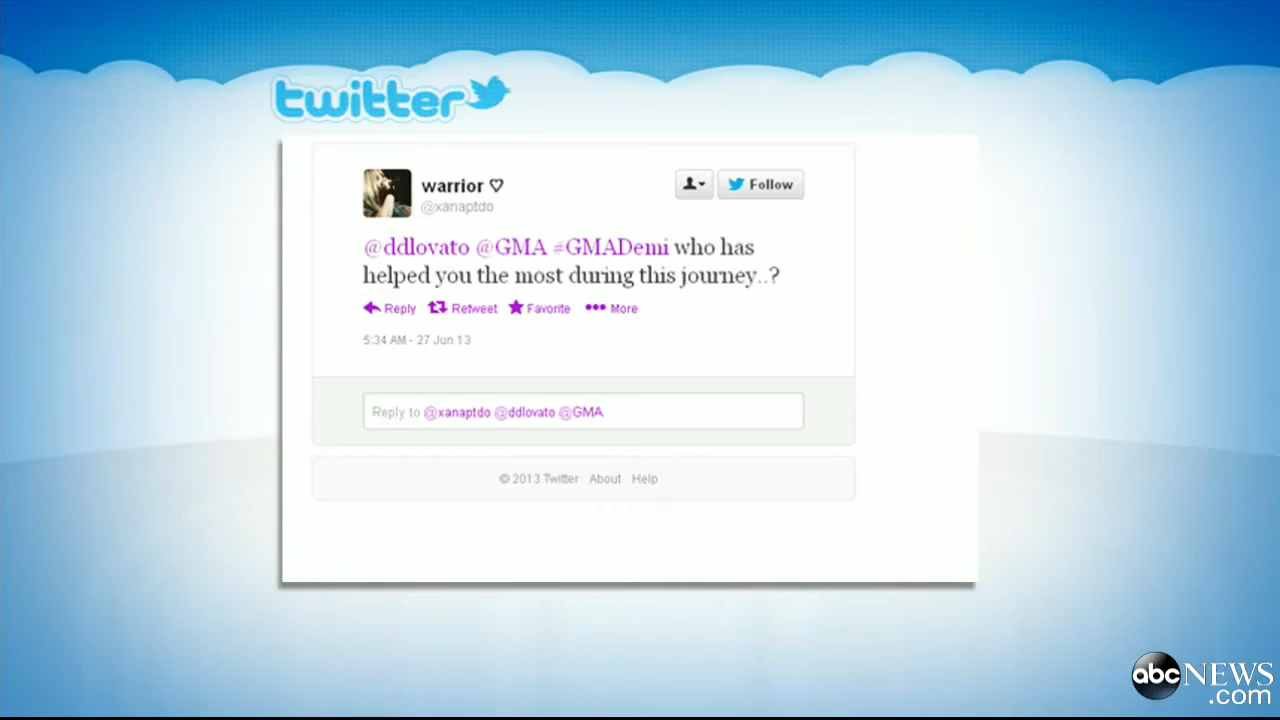 twitter
warrior ♡
@xanaptdo
Follow
@ddlovato @GMA #GMADemi who has
helped you the most during this journey..?
Reply Retweet Favorite More
5:34 AM - 27 Jun 13
Reply to @xanaptdo @ddlovato @GMA
© 2013 Twitter About Help
abc NEWS
.com